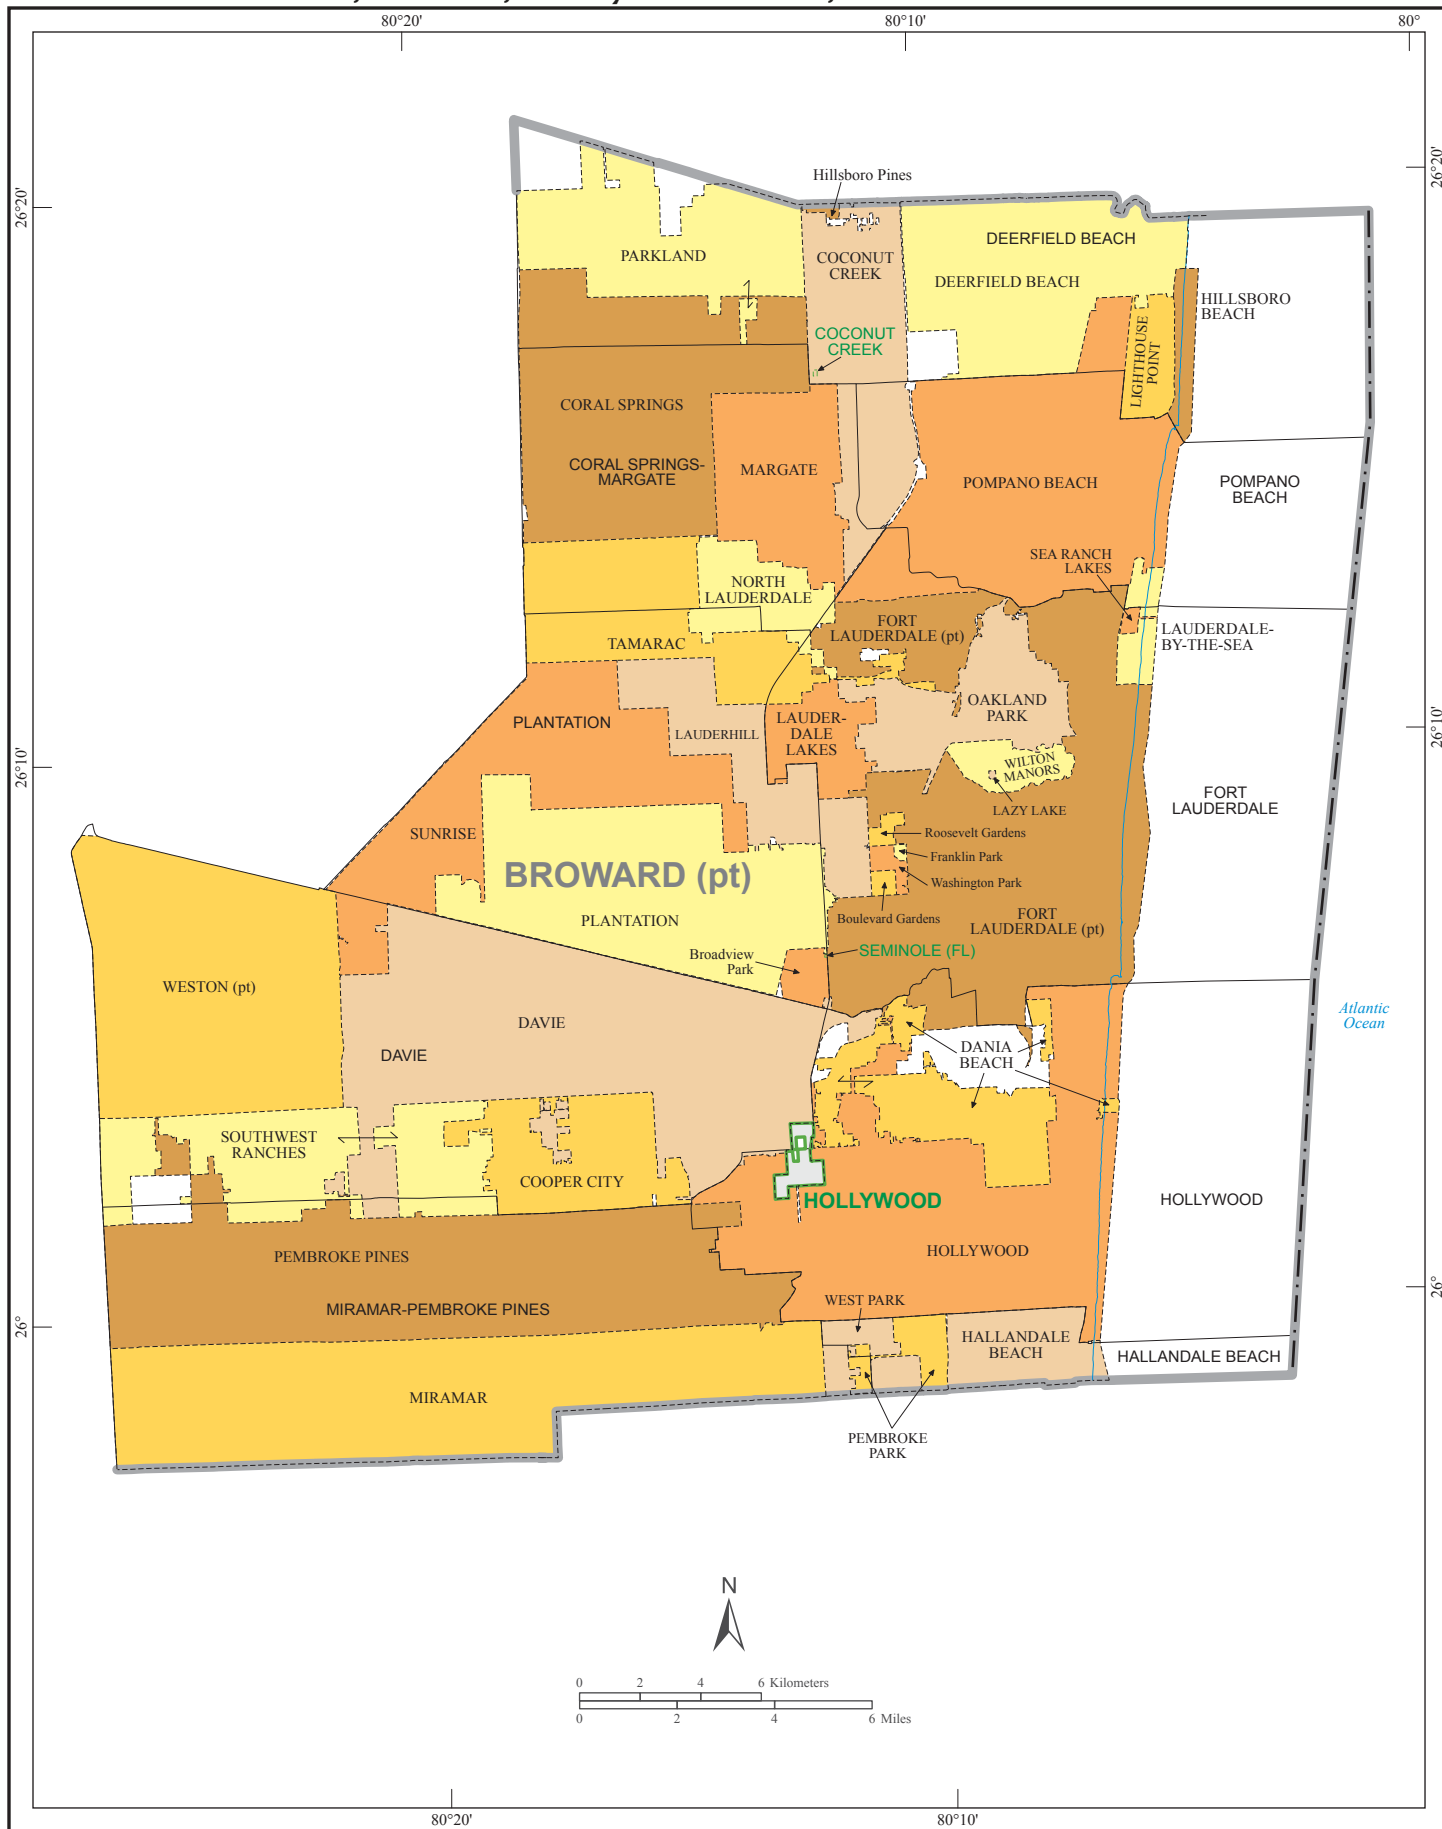 80°20'
80°10'
80°
26°20'
26°20'
Hillsboro Pines
PARKLAND
COCONUT
CREEK
DEERFIELD BEACH
DEERFIELD BEACH
HILLSBORO
BEACH
COCONUT
CREEK
LIGHTHOUSE
POINT
CORAL SPRINGS
CORAL SPRINGS-
MARGATE
MARGATE
POMPANO BEACH
POMPANO
BEACH
SEA RANCH
LAKES
NORTH
LAUDERDALE
FORT
LAUDERDALE (pt)
TAMARAC
LAUDERDALE-
BY-THE-SEA
OAKLAND
PARK
PLANTATION
LAUDERHILL
LAUDER-
DALE
LAKES
26°10'
26°10'
WILTON
MANORS
LAZY LAKE
FORT
LAUDERDALE
SUNRISE
Roosevelt Gardens
Franklin Park
BROWARD (pt)
Washington Park
PLANTATION
Boulevard Gardens
FORT
LAUDERDALE (pt)
Broadview
Park
SEMINOLE (FL)
WESTON (pt)
DAVIE
Atlantic
Ocean
DAVIE
DANIA
BEACH
SOUTHWEST
RANCHES
COOPER CITY
HOLLYWOOD
HOLLYWOOD
PEMBROKE PINES
HOLLYWOOD
26°
26°
WEST PARK
MIRAMAR-PEMBROKE PINES
HALLANDALE
BEACH
HALLANDALE BEACH
MIRAMAR
PEMBROKE
PARK
N
0 2 4 6 Kilometers
0 2 4 6 Miles
80°20'
80°10'